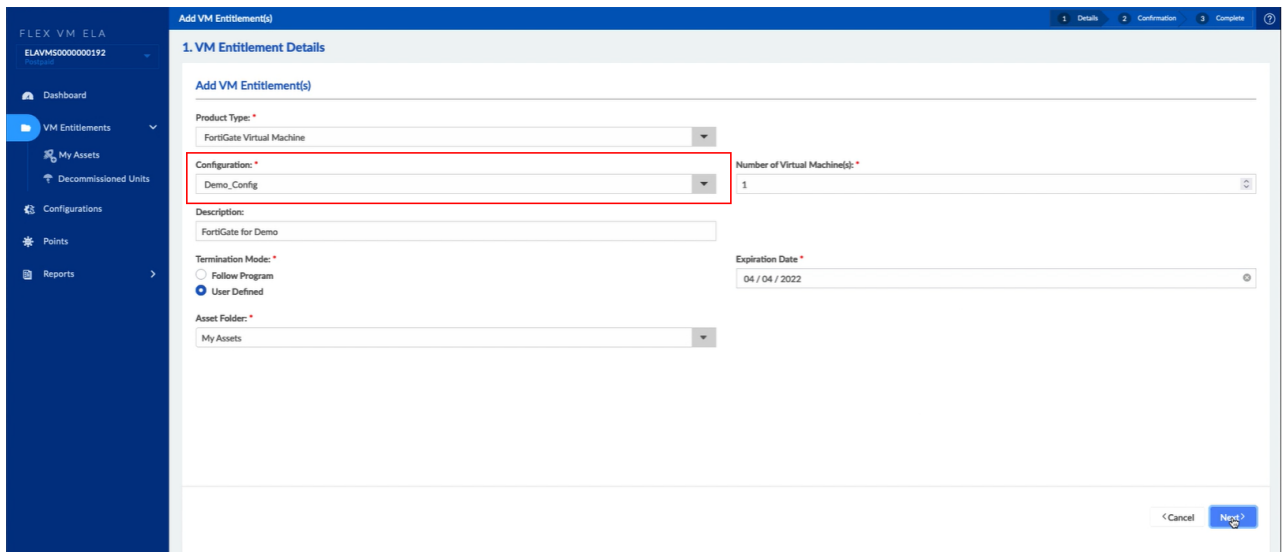 Add VM Entitlement(s)
1 Details
2 Confirmation
3 Complete
FLEX VM ELA
ELAVMS0000000192
Postpaid
Dashboard
VM Entitlements
My Assets
Decommissioned Units
Configurations
Points
Reports
1. VM Entitlement Details
Add VM Entitlement(s)
Product Type: *
FortiGate Virtual Machine
Configuration: *
Demo_Config
Number of Virtual Machine(s): *
1
Description:
FortiGate for Demo
Termination Mode: *
Follow Program
User Defined
Expiration Date *
04 / 04 / 2022
Asset Folder: *
My Assets
<Cancel
Next>